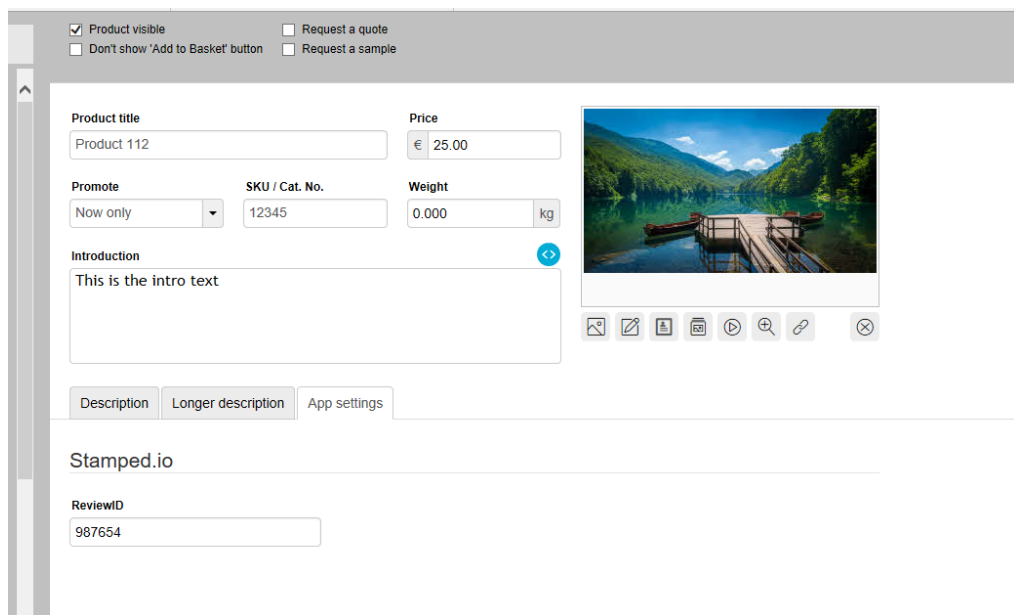 Product visible Request a quote
Don't show 'Add to Basket' button Request a sample
Product title Price
Product 112 € 25.00
Promote SKU / Cat. No. Weight
Now only 12345 0.000 kg
Introduction
This is the intro text
Description Longer description App settings
Stamped.io
ReviewID
987654